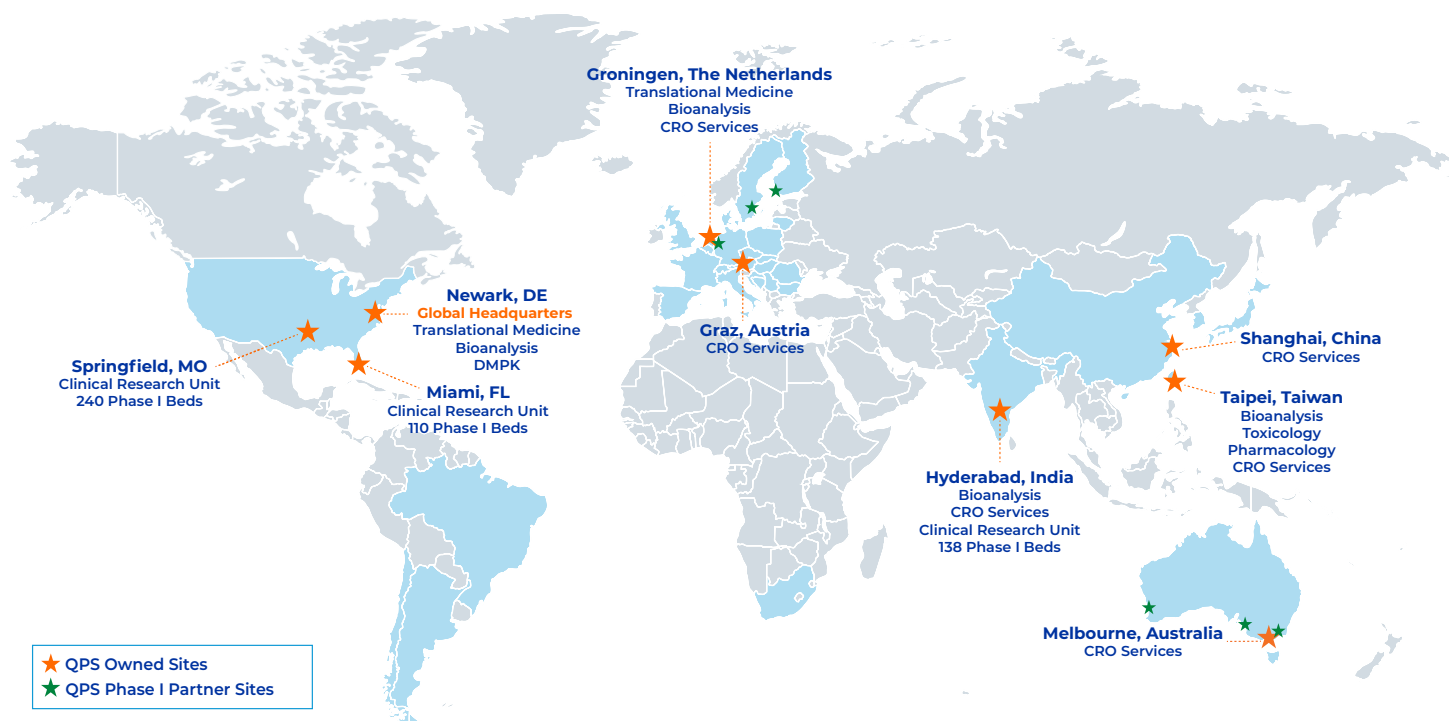 Groningen, The Netherlands
Translational Medicine
Bioanalysis
CRO Services
Newark, DE
Global Headquarters
Translational Medicine
Bioanalysis
DMPK
Springfield, MO
Clinical Research Unit
240 Phase I Beds
Miami, FL
Clinical Research Unit
110 Phase I Beds
Graz, Austria
CRO Services
Shanghai, China
CRO Services
Taipei, Taiwan
Bioanalysis
Toxicology
Pharmacology
CRO Services
Hyderabad, India
Bioanalysis
CRO Services
Clinical Research Unit
138 Phase I Beds
Melbourne, Australia
CRO Services
QPS Owned Sites
QPS Phase I Partner Sites